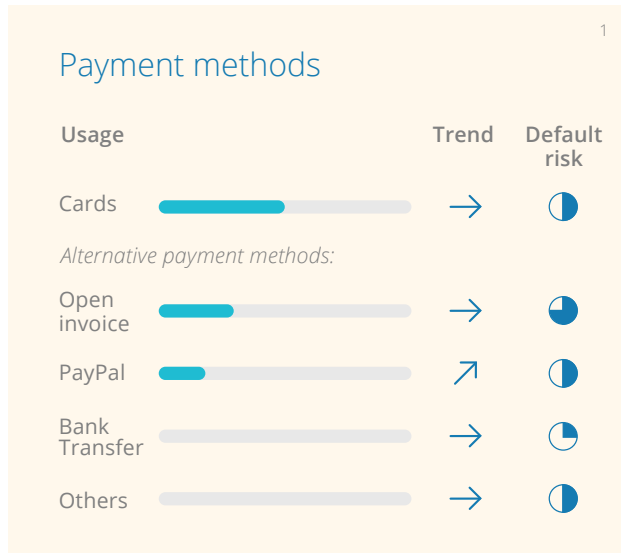 1
Payment methods
Usage
Trend
Default
risk
Cards
Alternative payment methods:
Open
invoice
PayPal
Bank
Transfer
Others